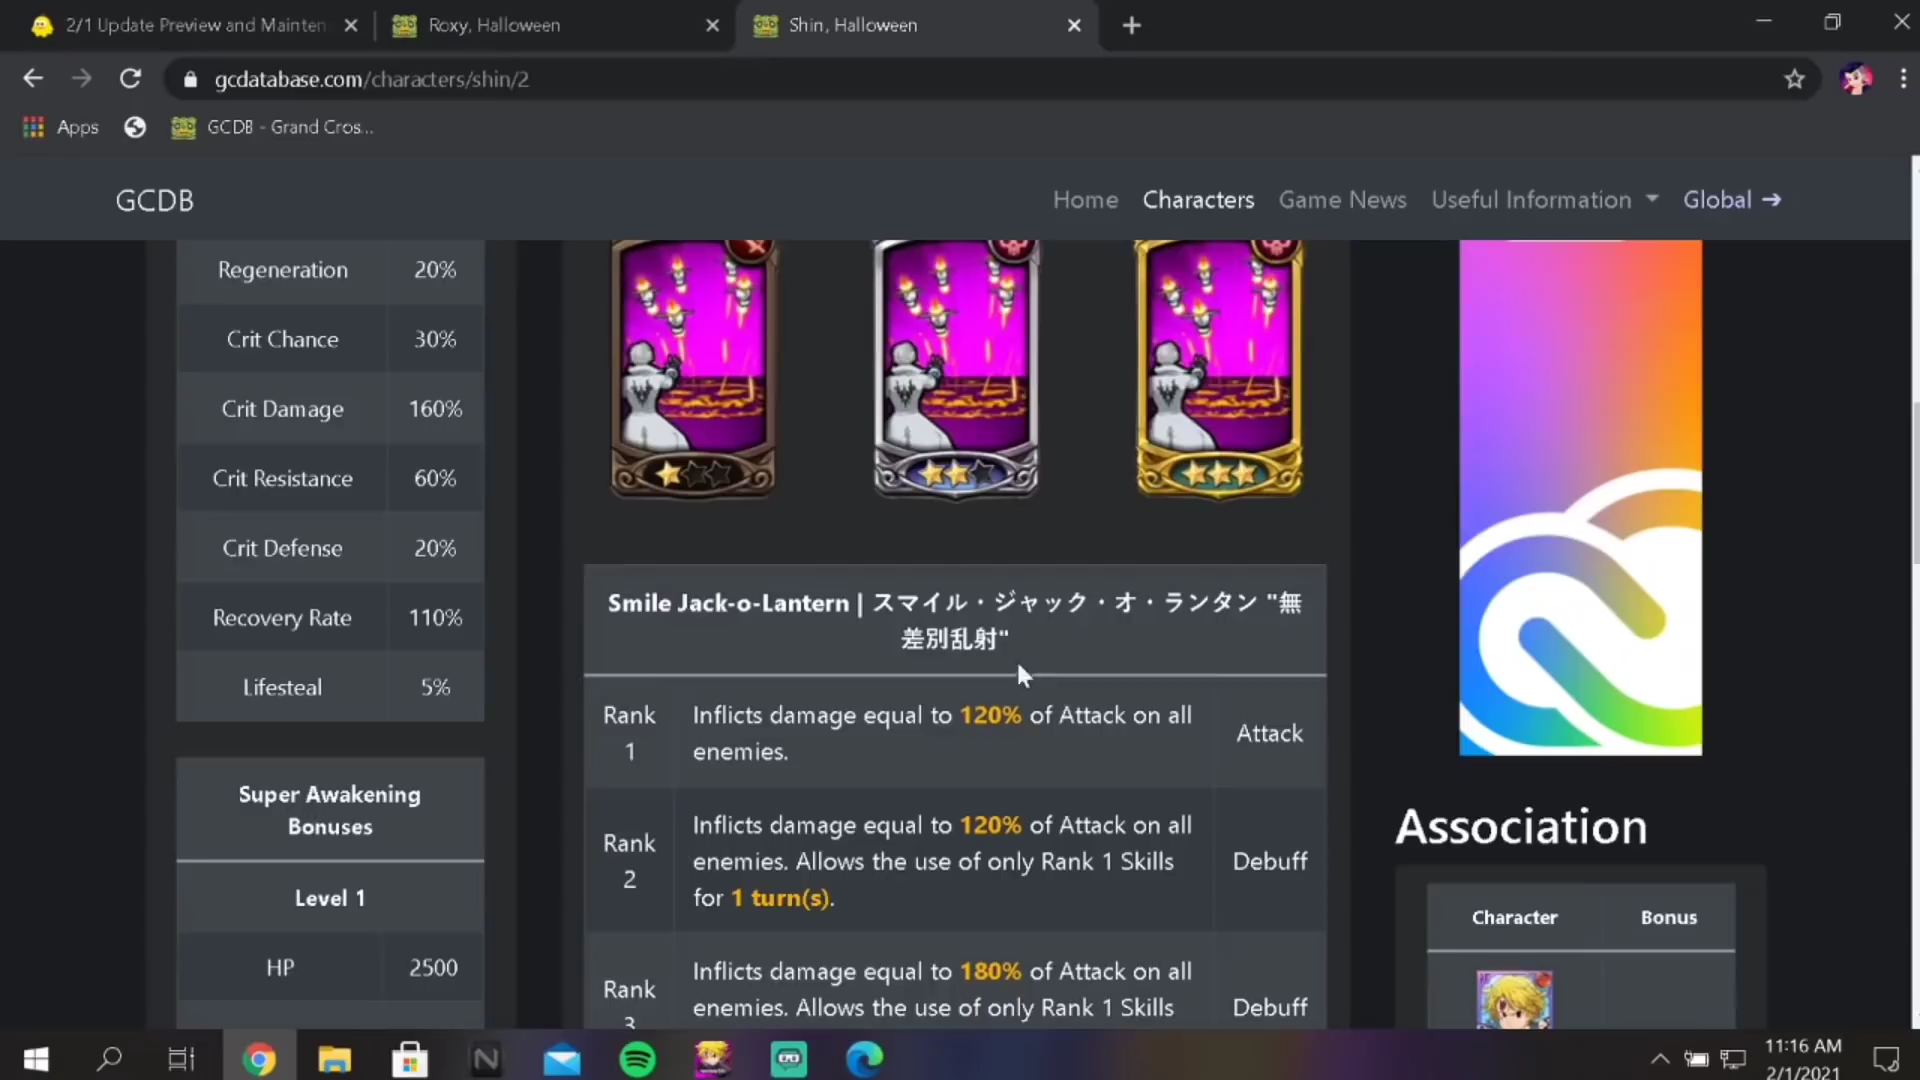 2/1 Update Preview and Mainten
Roxy, Halloween
Shin, Halloween
gcdatabase.com/characters/shin/2
Apps
GCDB - Grand Cros...
GCDB
Home
Characters
Game News
Useful Information
Global →
Regeneration 20%
Crit Chance 30%
Crit Damage 160%
Crit Resistance 60%
Crit Defense 20%
Recovery Rate 110%
Lifesteal 5%
Super Awakening
Bonuses
Level 1
HP 2500
Smile Jack-o-Lantern | スマイル・ジャック・オ・ランタン "無
差別乱射"
Rank
1
Inflicts damage equal to 120% of Attack on all
enemies.
Attack
Rank
2
Inflicts damage equal to 120% of Attack on all
enemies. Allows the use of only Rank 1 Skills
for 1 turn(s).
Debuff
Rank
3
Inflicts damage equal to 180% of Attack on all
enemies. Allows the use of only Rank 1 Skills
Debuff
Association
Character Bonus
11:16 AM
2/1/2021